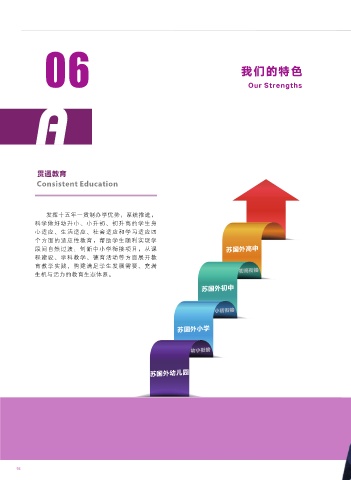 06
我们的特色
Our Strengths
A
贯通教育
Consistent Education
发挥十五年一贯制办学优势，系统推进，
科学做好幼升小、小升初、初升高的学生身
心适应、生活适应、社会适应和学习适应四
个方面的适应性教育，帮助学生顺利实现学
段间自然过渡。创新中小学衔接项目，从课
程建设、学科教学、德育活动等方面展开教
育教学实践，构建满足学生发展需要、充满
生机与活力的教育生态体系。
苏国外高中
初高衔接
苏国外初中
小初衔接
苏国外小学
幼小衔接
苏国外幼儿园